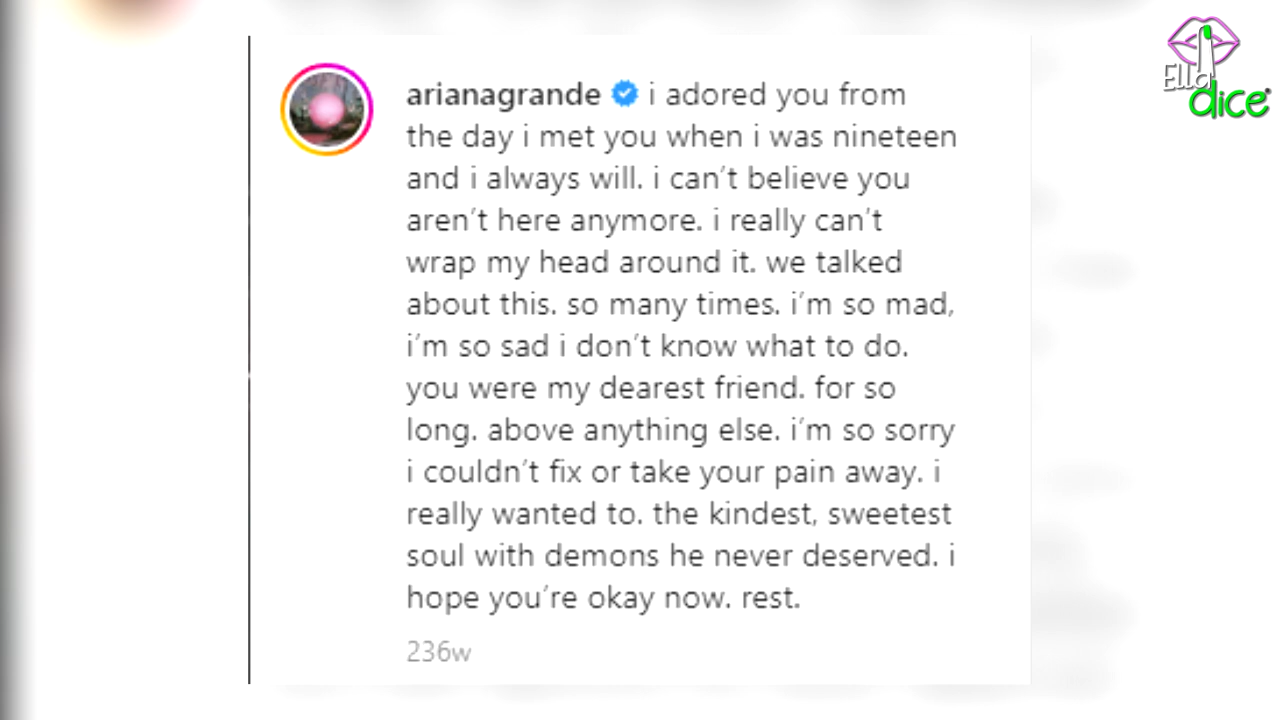 arianagrande i adored you from
the day i met you when i was nineteen
and i always will. i can't believe you
aren't here anymore. i really can't
wrap my head around it. we talked
about this. so many times. i'm so mad,
i'm so sad i don't know what to do.
you were my dearest friend. for so
long. above anything else. i'm so sorry
i couldn't fix or take your pain away. i
really wanted to. the kindest, sweetest
soul with demons he never deserved. i
hope you're okay now. rest.
236w
Ella
dice